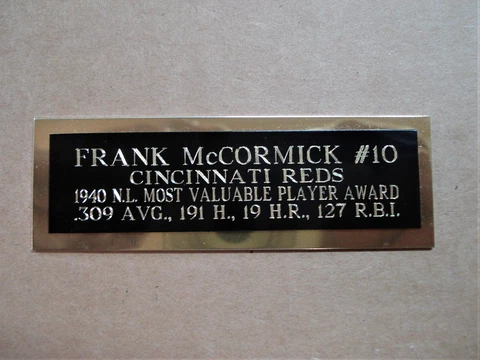 FRANK McCORMICK #10
CINCINNATI REDS
1940 N.L. MOST VALUABLE PLAYER AWARD
.309 AVG., 191 H., 19 H.R., 127 R.B.I.